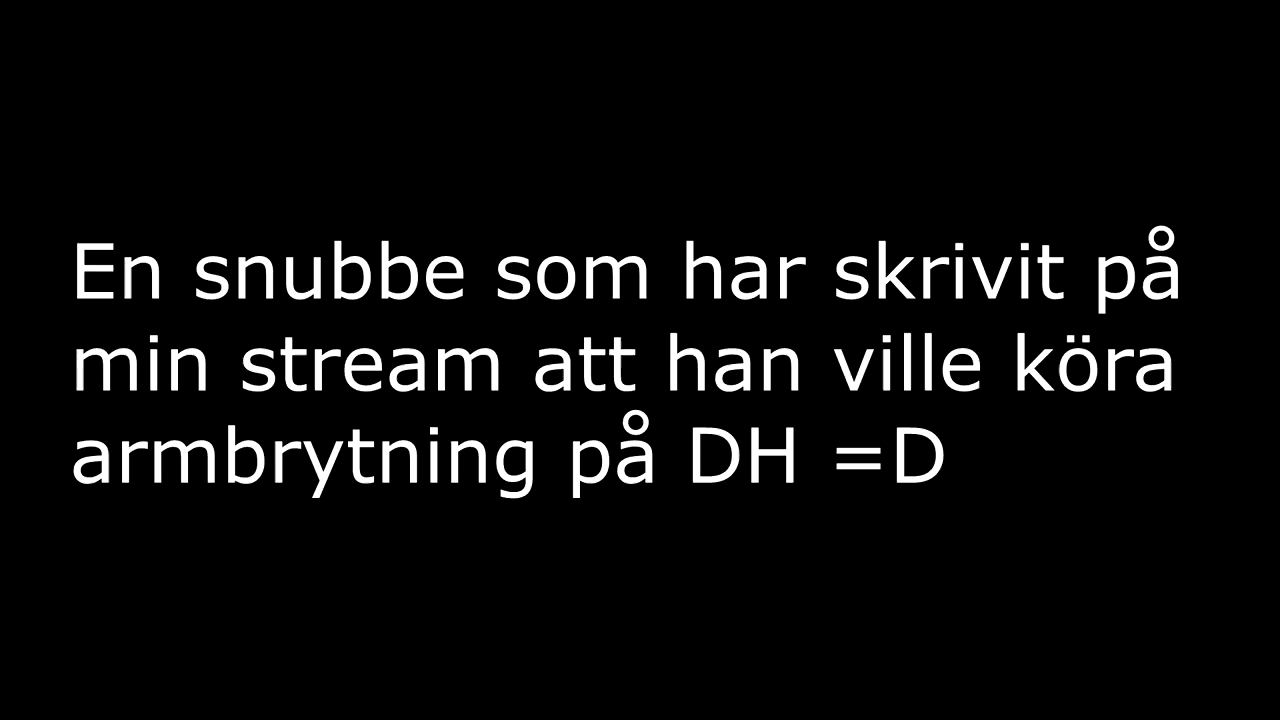 En snubbe som har skrivit på
min stream att han ville köra
armbrytning på DH =D